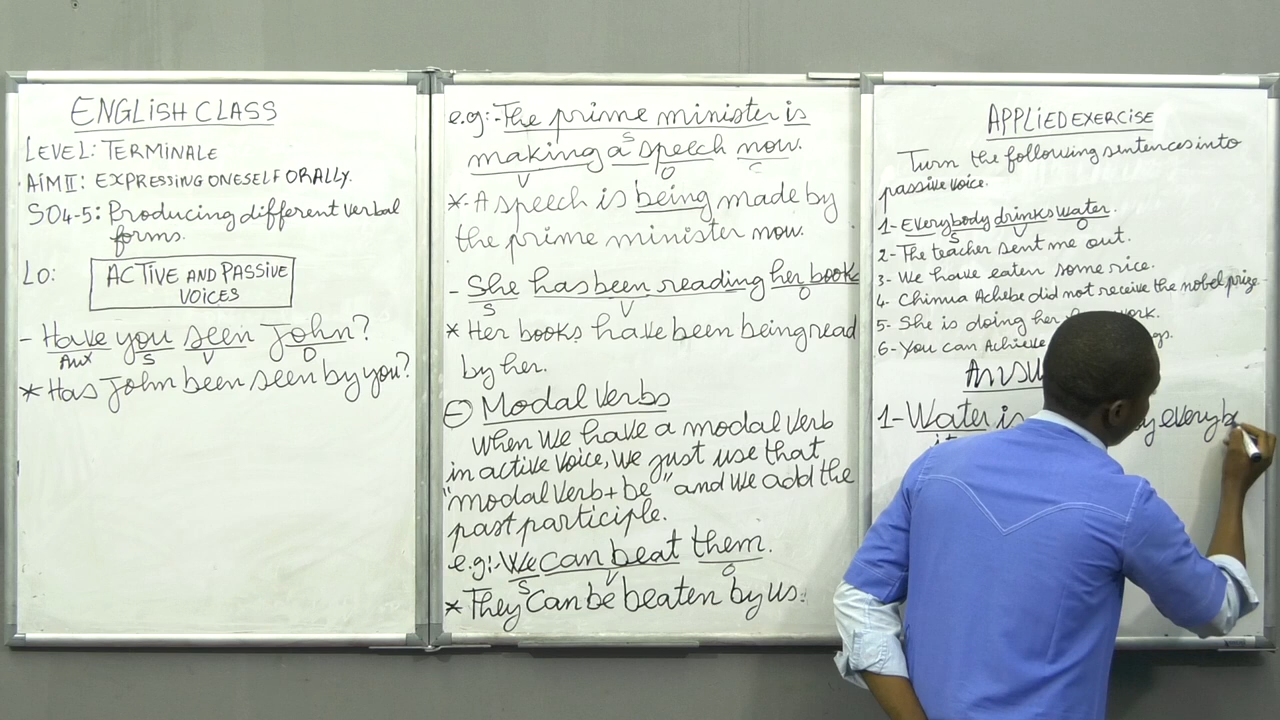 ENGLISH CLASS
LEVEL: TERMINALE
AIM II: EXPRESSING ONESELF ORALLY.
SO4-5: Producing different verbal
forms.
LO: ACTIVE AND PASSIVE
VOICES
- Have you seen John?
Aux S V O
* Has John been seen by you?
e.g:-The prime minister is
S
making a speech now.
V O C
*-A speech is being made by
the prime minister now.
- She has been reading her book
S V O
* Her books have been being read
by her.
- Modal verbs
When we have a modal verb
in active voice, we just use that
"modal verb+be" and we add the
past participle.
e.g:-We can beat them.
S V O
* They can be beaten by us.
APPLIED EXERCISE
Turn the following sentences into
passive voice.
1- Everybody drinks water.
S V O
2- The teacher sent me out.
3- We have eaten some rice.
4- Chinua Achebe did not receive the nobel prize
5- She is doing her work.
6- You can Achieve
1- Water is by everyb